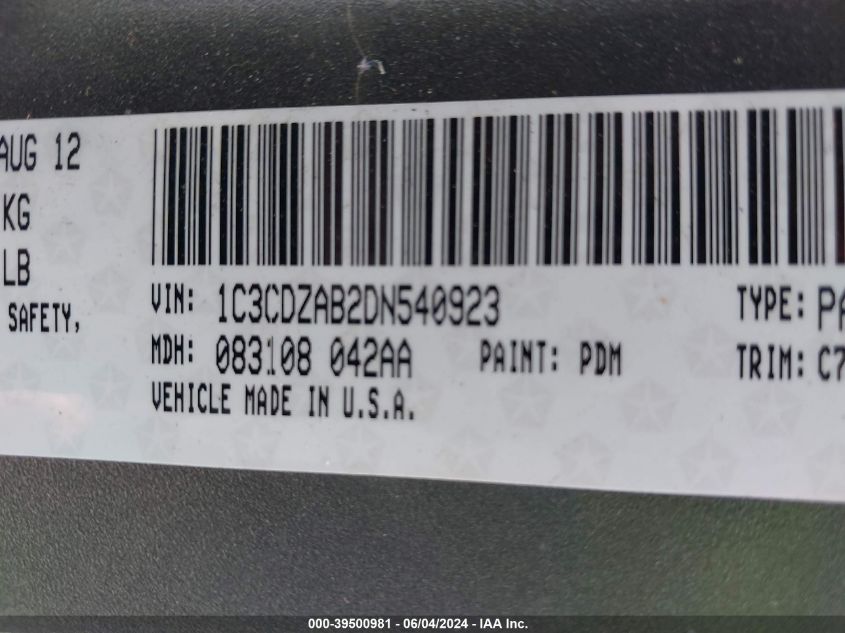 AUG 12
KG
LB
SAFETY,
VIN: 1C3CDZAB2DN540923
TYPE: PA
MDH: 083108 042AA
PAINT: PDM
TRIM: C7
VEHICLE MADE IN U.S.A.
000-39500981 - 06/04/2024 - IAA Inc.